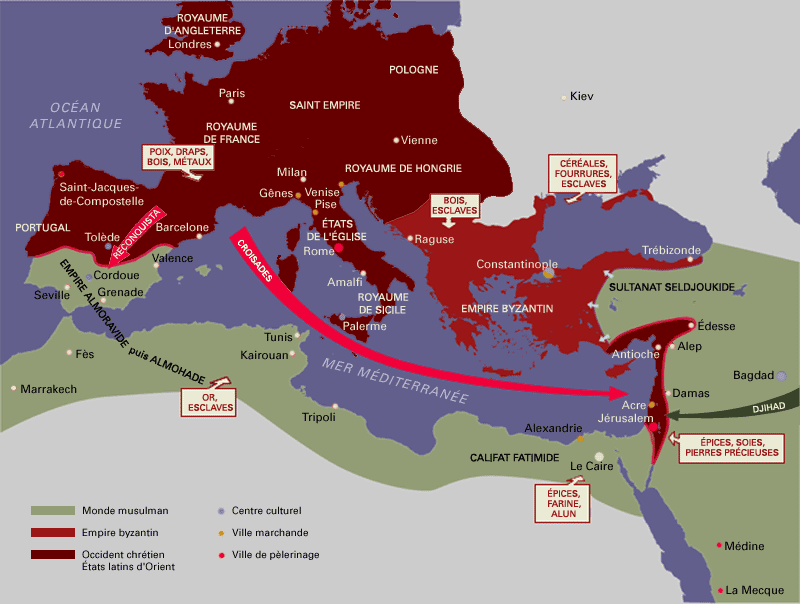 ROYAUME
D'ANGLETERRE
Londres
POLOGNE
OCÉAN
ATLANTIQUE
Paris
SAINT EMPIRE
Kiev
ROYAUME
DE FRANCE
Vienne
POIX, DRAPS,
BOIS, MÉTAUX
Milan
ROYAUME DE HONGRIE
CÉRÉALES,
FOURRURES,
ESCLAVES
Saint-Jacques-
de-Compostelle
Gênes
Venise
Pise
BOIS,
ESCLAVES
PORTUGAL
RECONQUISTA
Barcelone
ÉTATS
DE L'ÉGLISE
Raguse
Tolède
CROISADES
Rome
Trébizonde
Valence
Constantinople
Cordoue
Amalfi
SULTANAT SELDJOUKIDE
Seville
Grenade
ROYAUME
DE SICILE
EMPIRE BYZANTIN
EMPIRE ALMORAVIDE puis ALMOHADE
Palerme
Édesse
Tunis
Alep
Fès
Kairouan
Antioche
MER MÉDITERRANÉE
Bagdad
Marrakech
OR,
ESCLAVES
Damas
Acre
DJIHAD
Tripoli
Jérusalem
Alexandrie
ÉPICES, SOIES,
PIERRES PRÉCIEUSES
CALIFAT FATIMIDE
Le Caire
ÉPICES,
FARINE,
ALUN
Monde musulman
Centre culturel
Empire byzantin
Ville marchande
Médine
Occident chrétien
États latins d'Orient
Ville de pèlerinage
La Mecque